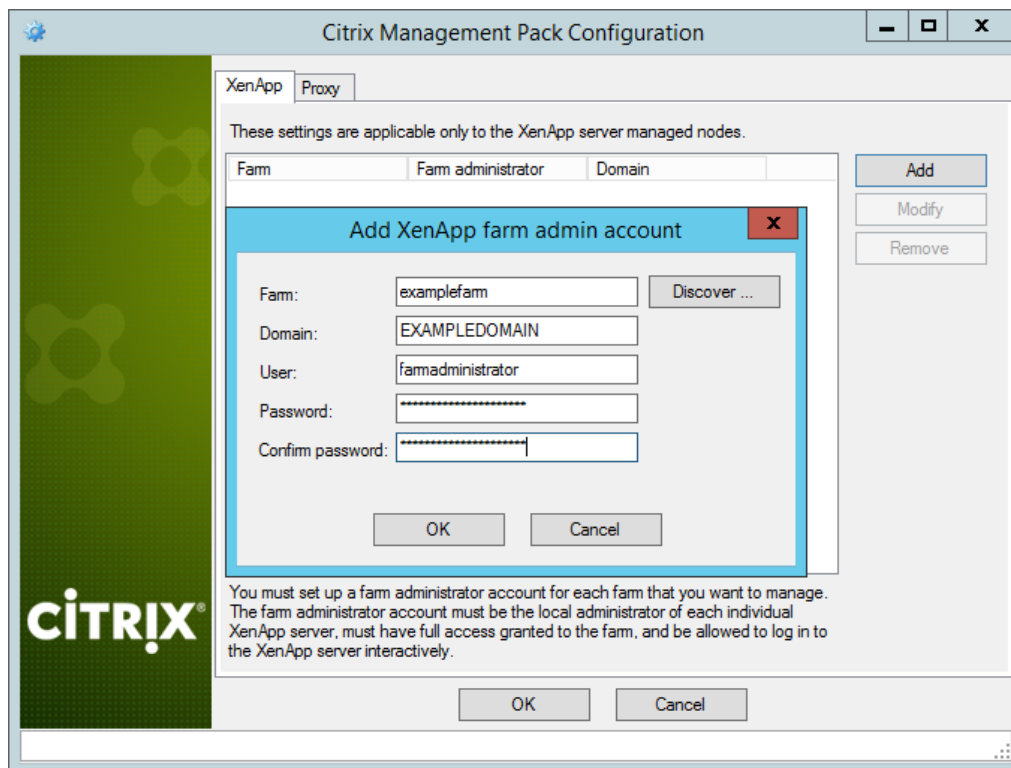 Citrix Management Pack Configuration
XenApp Proxy
These settings are applicable only to the XenApp server managed nodes.
Farm Farm administrator Domain
Add
Modify
Remove
Add XenApp farm admin account
Farm: examplefarm Discover ...
Domain: EXAMPLEDOMAIN
User: farmadministrator
Password: *********************
Confirm password: *********************
OK Cancel
You must set up a farm administrator account for each farm that you want to manage.
The farm administrator account must be the local administrator of each individual
XenApp server, must have full access granted to the farm, and be allowed to log in to
the XenApp server interactively.
CİTRIX®
OK Cancel